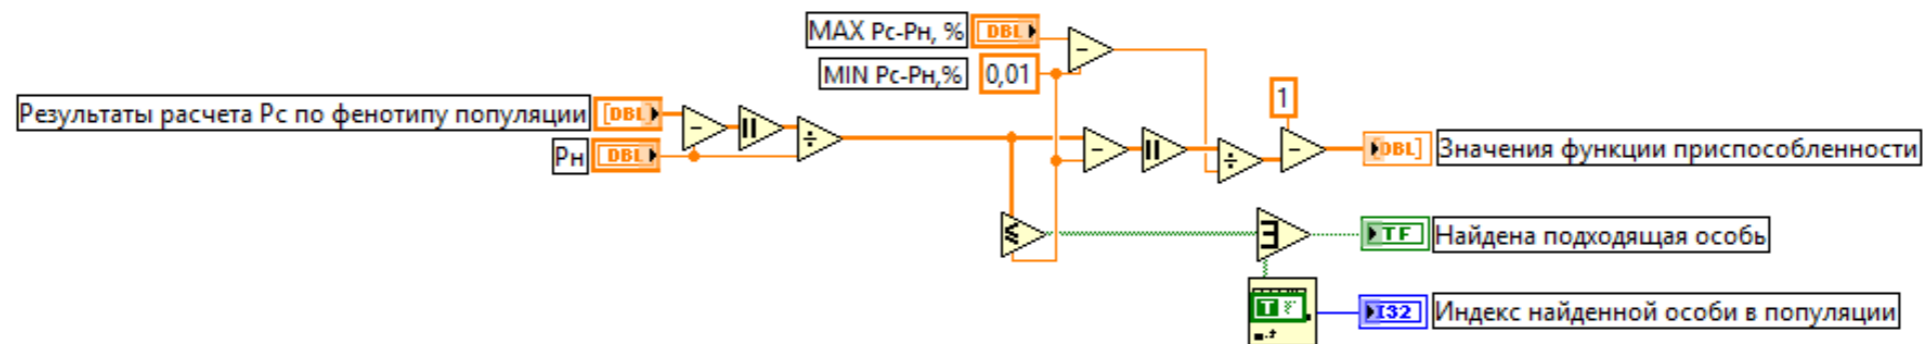 MAX Рс-Рн, %
DBL
MIN Рс-Рн,%
0,01
1
Результаты расчета Рс по фенотипу популяции
[DBL]
Рн
DBL
DBL]
Значения функции приспособленности
TF
Найдена подходящая особь
T
I32
Индекс найденной особи в популяции